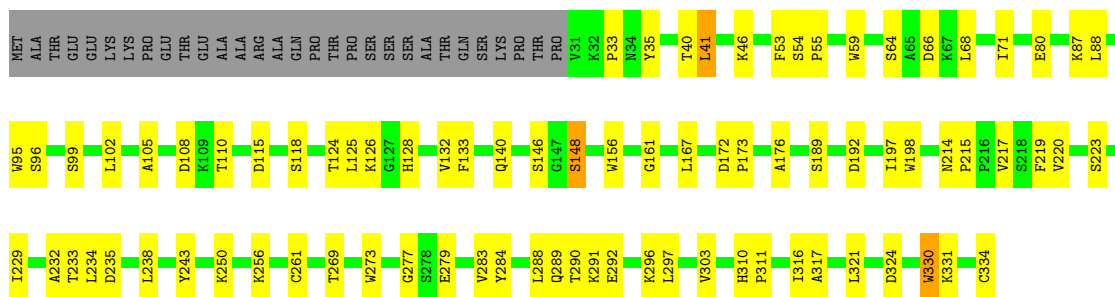 MET ALA THR GLU GLU LYS LYS PRO GLU THR GLU ALA ALA ARG ALA GLN PRO THR PRO SER SER SER ALA THR GLN SER LYS PRO THR PRO V31 K32 P33 N34 Y35 T40 L41 K46 F53 S54 P55 W59 S64 A65 D66 K67 L68 I71 E80 K87 L88
W95 S96 S99 L102 A105 D108 K109 T110 D115 S118 T124 L125 K126 G127 H128 V132 F133 Q140 S146 G147 S148 W156 G161 L167 D172 P173 A176 S189 D192 I197 W198 N214 P215 P216 V217 S218 F219 V220 S223
I229 A232 T233 L234 D235 L238 Y243 K250 K256 C261 T269 W273 G277 S278 E279 V283 Y284 L288 Q289 T290 K291 E292 K296 L297 V303 H310 P311 I316 A317 L321 D324 W330 K331 C334